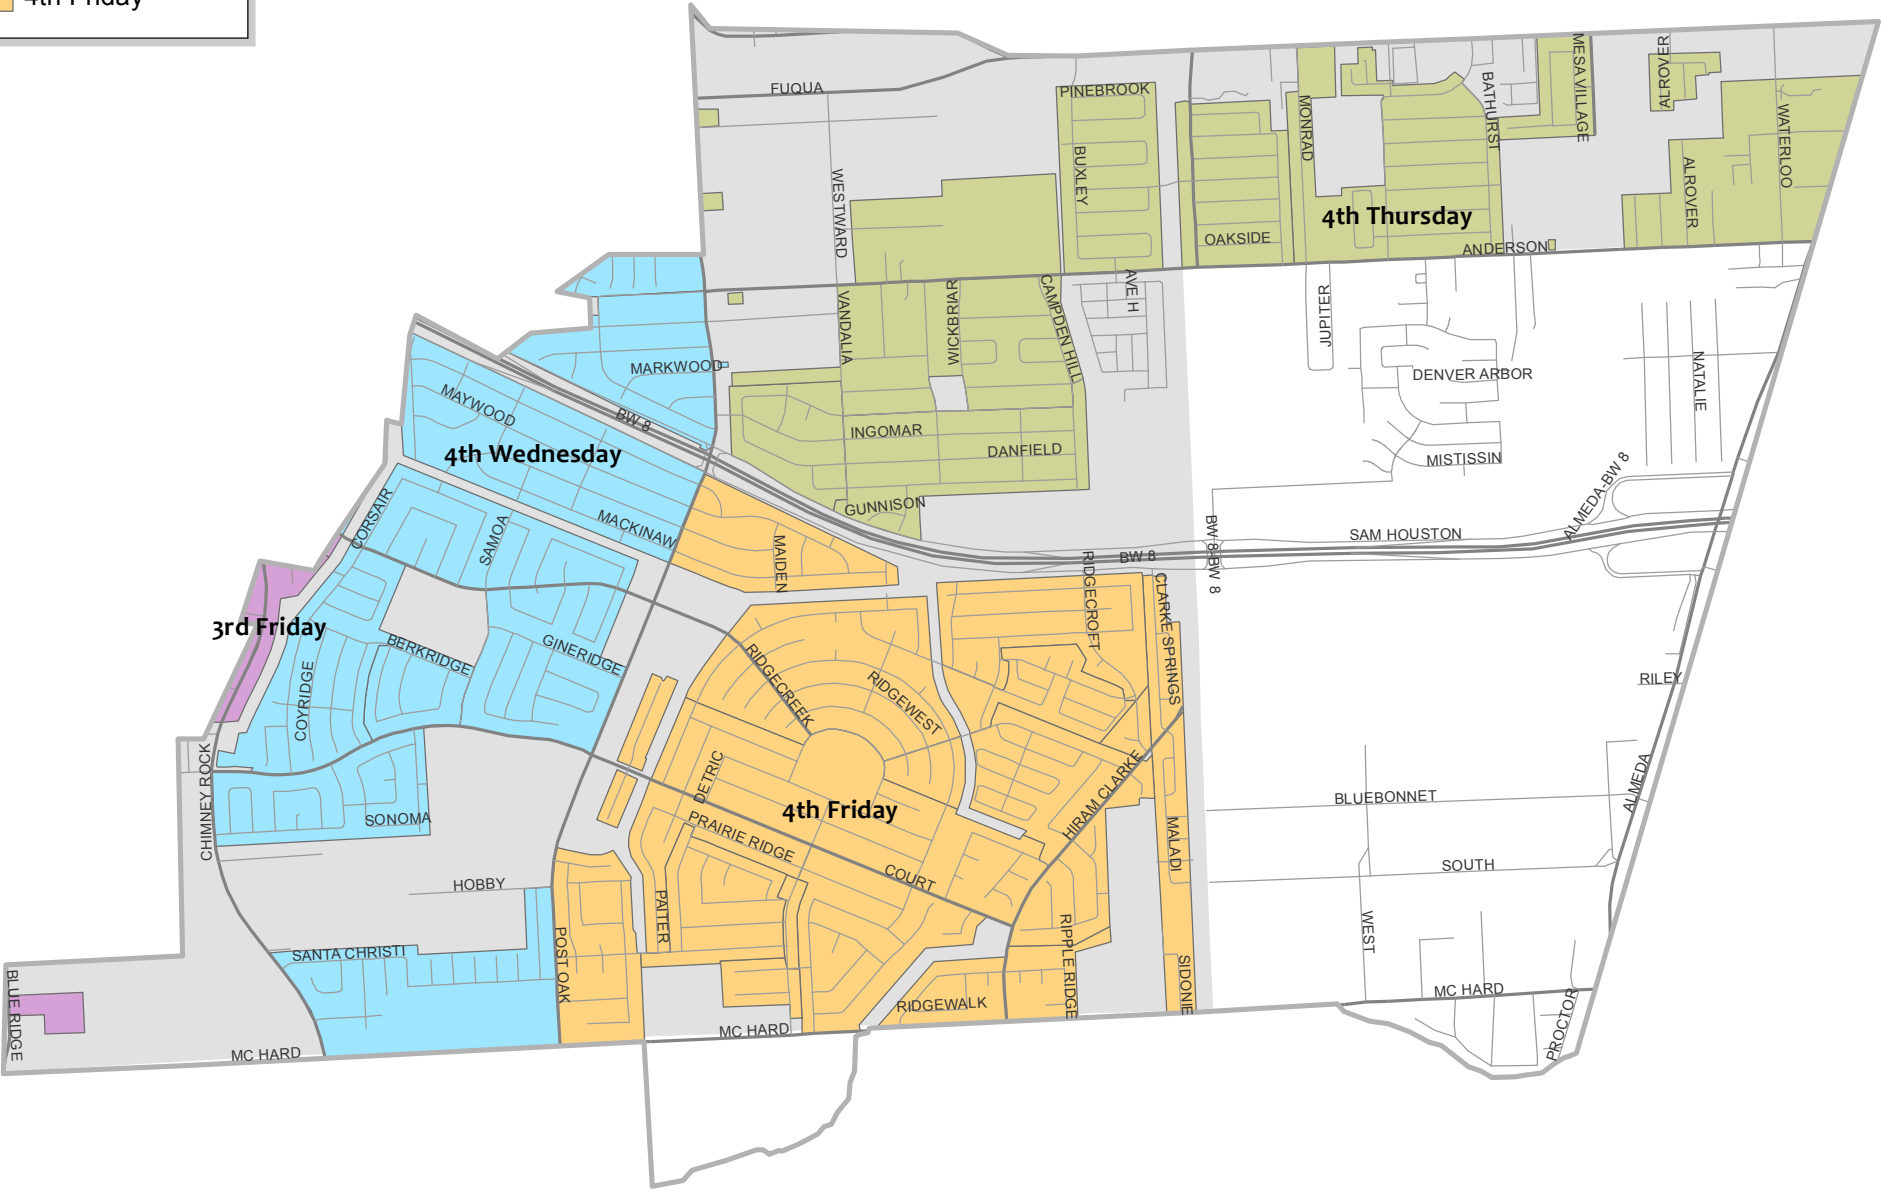 4th Friday
FUQUA
PINEBROOK
MONRAD
BATHURST
MESA VILLAGE
ALROVER
WATERLOO
BUXLEY
WESTWARD
ALROVER
4th Thursday
OAKSIDE
ANDERSON
AVE H
CAMPDEN HILL
WICKBRIAR
VANDALIA
JUPITER
NATALIE
MARKWOOD
DENVER ARBOR
MAYWOOD
BW 8
INGOMAR
DANFIELD
4th Wednesday
MISTISSIN
ALMEDA-BW 8
GUNNISON
CORSAIR
SAMOA
MACKINAW
SAM HOUSTON
BW 8-BW 8
BW 8
MAIDEN
RIDGECROFT
CLARKE SPRINGS
3rd Friday
BERKRIDGE
GINERIDGE
COYRIDGE
RIDGECREEK
RIDGEWEST
RILEY
CHIMNEY ROCK
DETRIC
HIRAM CLARKE
ALMEDA
BLUEBONNET
4th Friday
SONOMA
PRAIRIE RIDGE
MALADI
COURT
SOUTH
HOBBY
PAITER
WEST
RIPPLE RIDGE
POST OAK
SANTA CHRISTI
SIDONIE
BLUE RIDGE
RIDGEWALK
MC HARD
MC HARD
MC HARD
PROCTOR